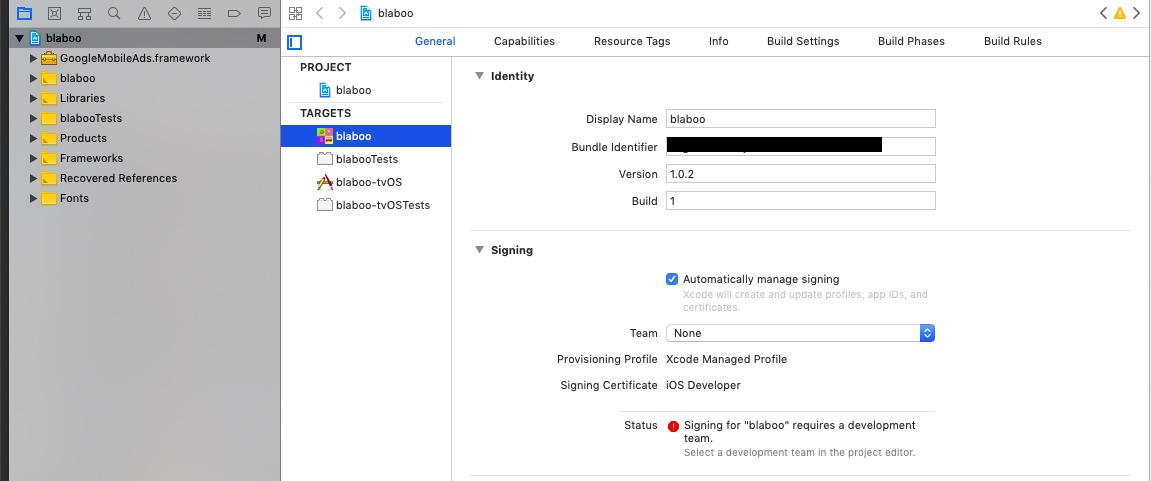 blaboo
blaboo M
General Capabilities Resource Tags Info Build Settings Build Phases Build Rules
GoogleMobileAds.framework
blaboo
Libraries
blabooTests
Products
Frameworks
Recovered References
Fonts
PROJECT
blaboo
TARGETS
blaboo
blabooTests
blaboo-tvOS
blaboo-tvOSTests
Identity
Display Name blaboo
Bundle Identifier
Version 1.0.2
Build 1
Signing
Automatically manage signing
Xcode will create and update profiles, app IDs, and
certificates.
Team None
Provisioning Profile Xcode Managed Profile
Signing Certificate iOS Developer
Status Signing for "blaboo" requires a development
team.
Select a development team in the project editor.